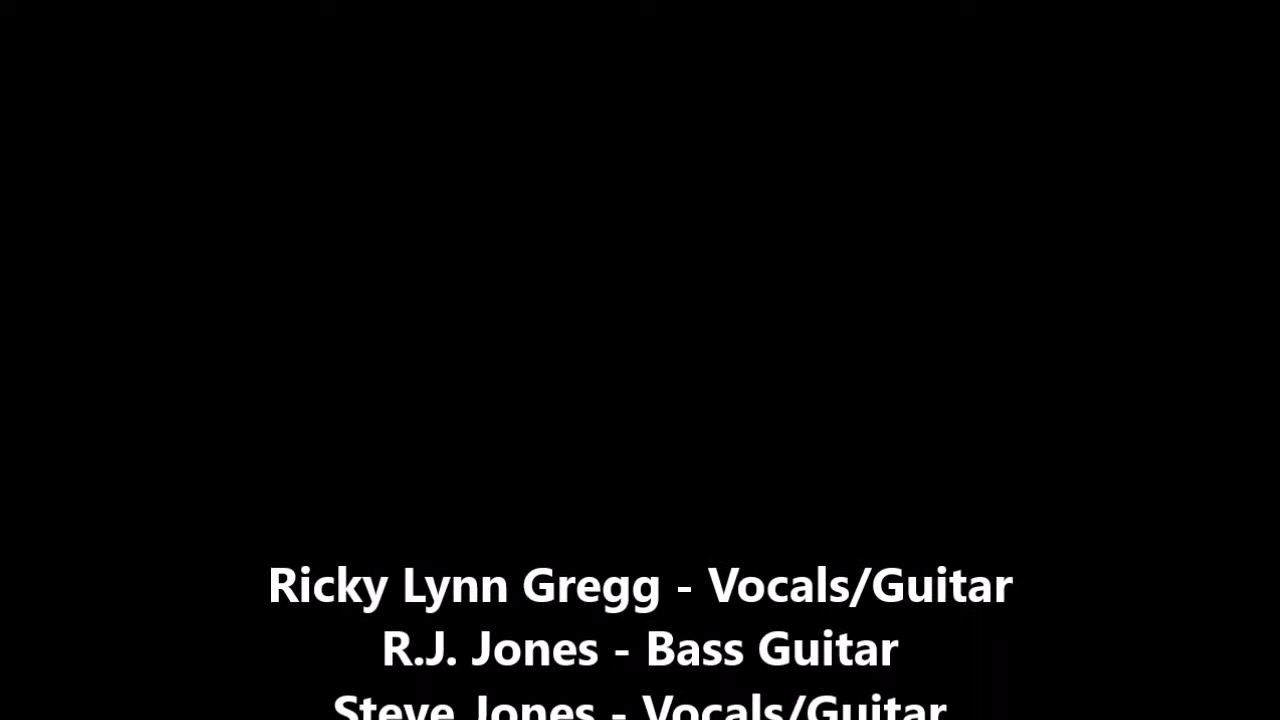 Ricky Lynn Gregg - Vocals/Guitar
R.J. Jones - Bass Guitar
Steve Jones - Vocals/Guitar